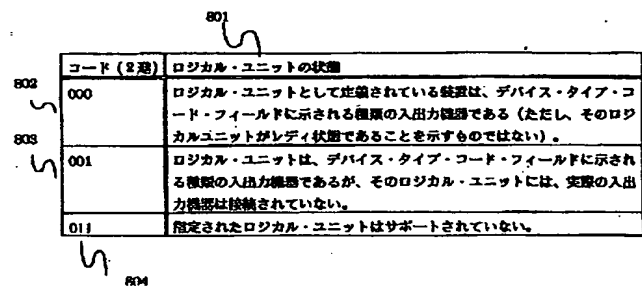 801
コード (2進) ロジカル・ユニットの状態
802
000 ロジカル・ユニットとして定義されている装置は、デバイス・タイプ・コ
ード・フィールドに示される種類の入出力機器である(ただし、そのロジ
カルユニットがレディ状態であることを示すものではない)。
803
001 ロジカル・ユニットは、デバイス・タイプ・コード・フィールドに示され
る種類の入出力機器であるが、そのロジカル・ユニットには、実際の入出
力機器は接続されていない。
011 指定されたロジカル・ユニットはサポートされていない。
804